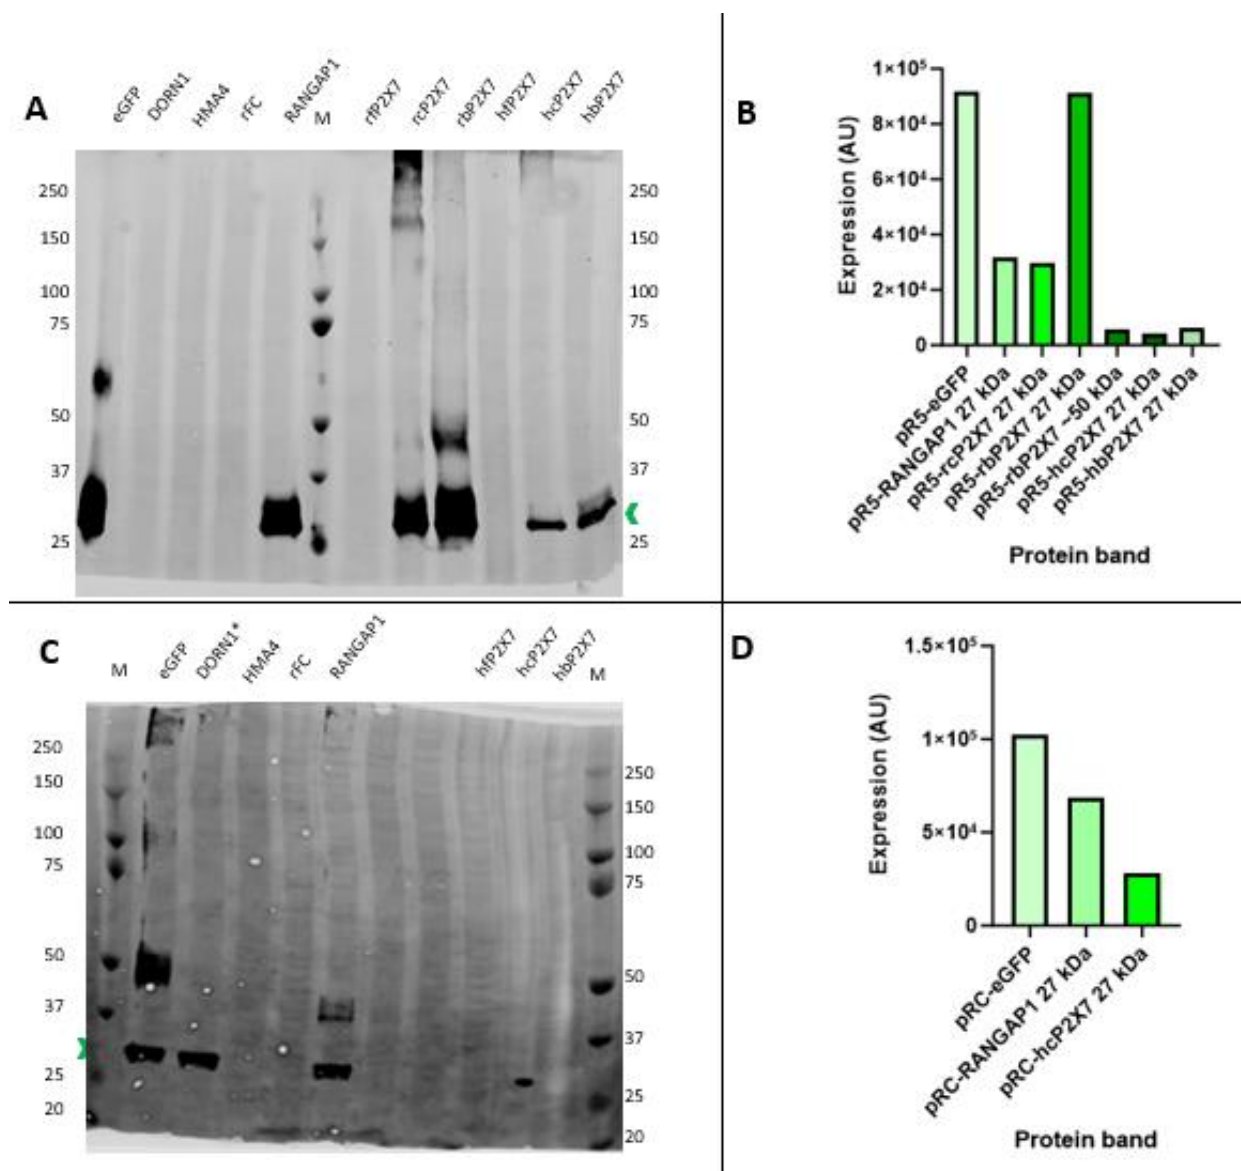 A
eGFP
DORN1
HMA4
rFC
RANGAP1
M
rfP2X7
rcP2X7
rbP2X7
hfP2X7
hcP2X7
hbP2X7
250
150
100
75
50
37
25
250
150
100
75
50
37
25
B
Expression (AU)
1×10⁵
8×10⁴
6×10⁴
4×10⁴
2×10⁴
0
pR5-eGFP
pR5-RANGAP1 27 kDa
pR5-rcP2X7 27 kDa
pR5-rbP2X7 27 kDa
pR5-rbP2X7 ~50 kDa
pR5-hcP2X7 27 kDa
pR5-hbP2X7 27 kDa
Protein band
C
M
eGFP
DORN1*
HMA4
rFC
RANGAP1
hfP2X7
hcP2X7
hbP2X7
M
250
150
100
75
50
37
25
20
250
150
100
75
50
37
25
20
D
Expression (AU)
1.5×10⁵
1×10⁵
5×10⁴
0
pRC-eGFP
pRC-RANGAP1 27 kDa
pRC-hcP2X7 27 kDa
Protein band